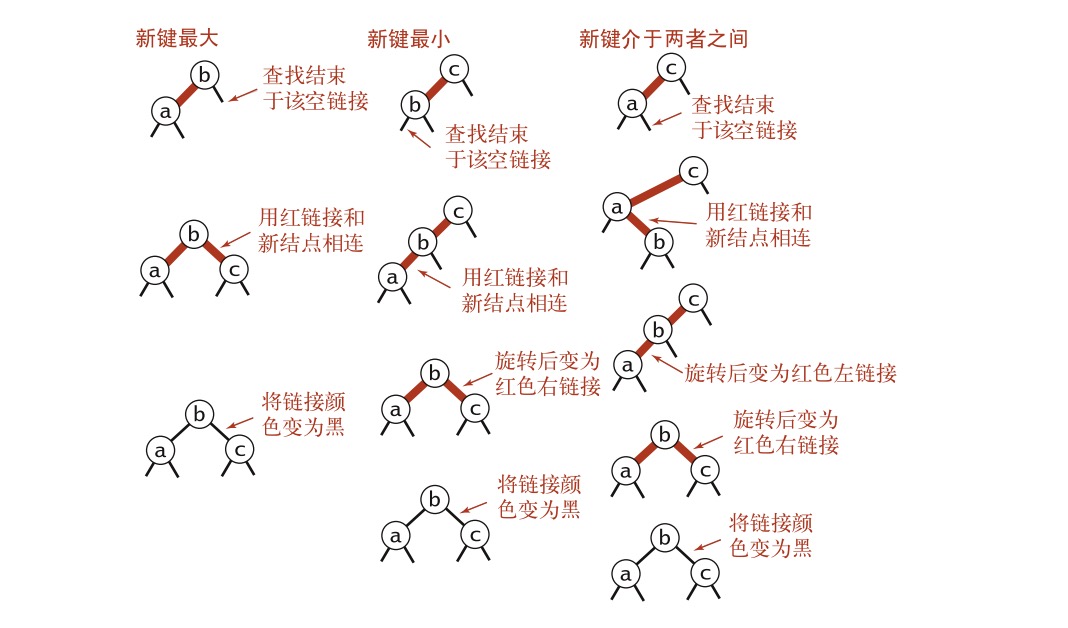 新键最大
b
a
查找结束
于该空链接
b
a
c
用红链接和
新结点相连
b
a
c
将链接颜
色变为黑
新键最小
c
b
查找结束
于该空链接
c
b
a
用红链接和
新结点相连
b
a
c
旋转后变为
红色右链接
b
a
c
将链接颜
色变为黑
新键介于两者之间
c
a
查找结束
于该空链接
c
a
b
用红链接和
新结点相连
c
b
a
旋转后变为红色左链接
b
a
c
旋转后变为
红色右链接
b
a
c
将链接颜
色变为黑